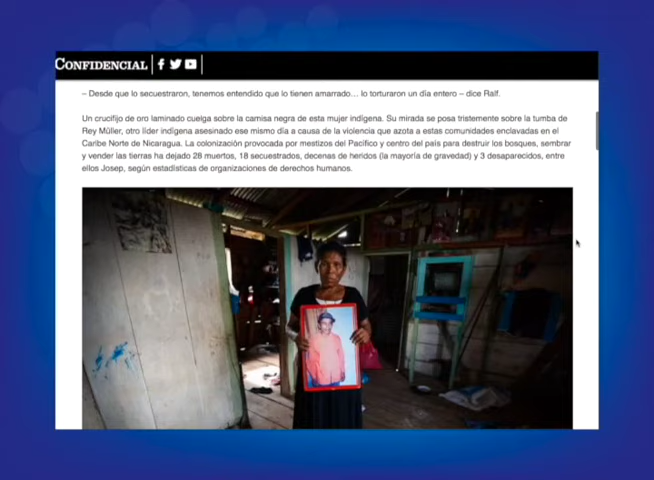 CONFIDENCIAL
– Desde que lo secuestraron, tenemos entendido que lo tienen amarrado… lo torturaron un día entero – dice Ralf.
Un crucifijo de oro laminado cuelga sobre la camisa negra de esta mujer indígena. Su mirada se posa tristemente sobre la tumba de
Rey Müller, otro líder indígena asesinado ese mismo día a causa de la violencia que azota a estas comunidades enclavadas en el
Caribe Norte de Nicaragua. La colonización provocada por mestizos del Pacífico y centro del país para destruir los bosques, sembrar
y vender las tierras ha dejado 28 muertos, 18 secuestrados, decenas de heridos (la mayoría de gravedad) y 3 desaparecidos, entre
ellos Josep, según estadísticas de organizaciones de derechos humanos.